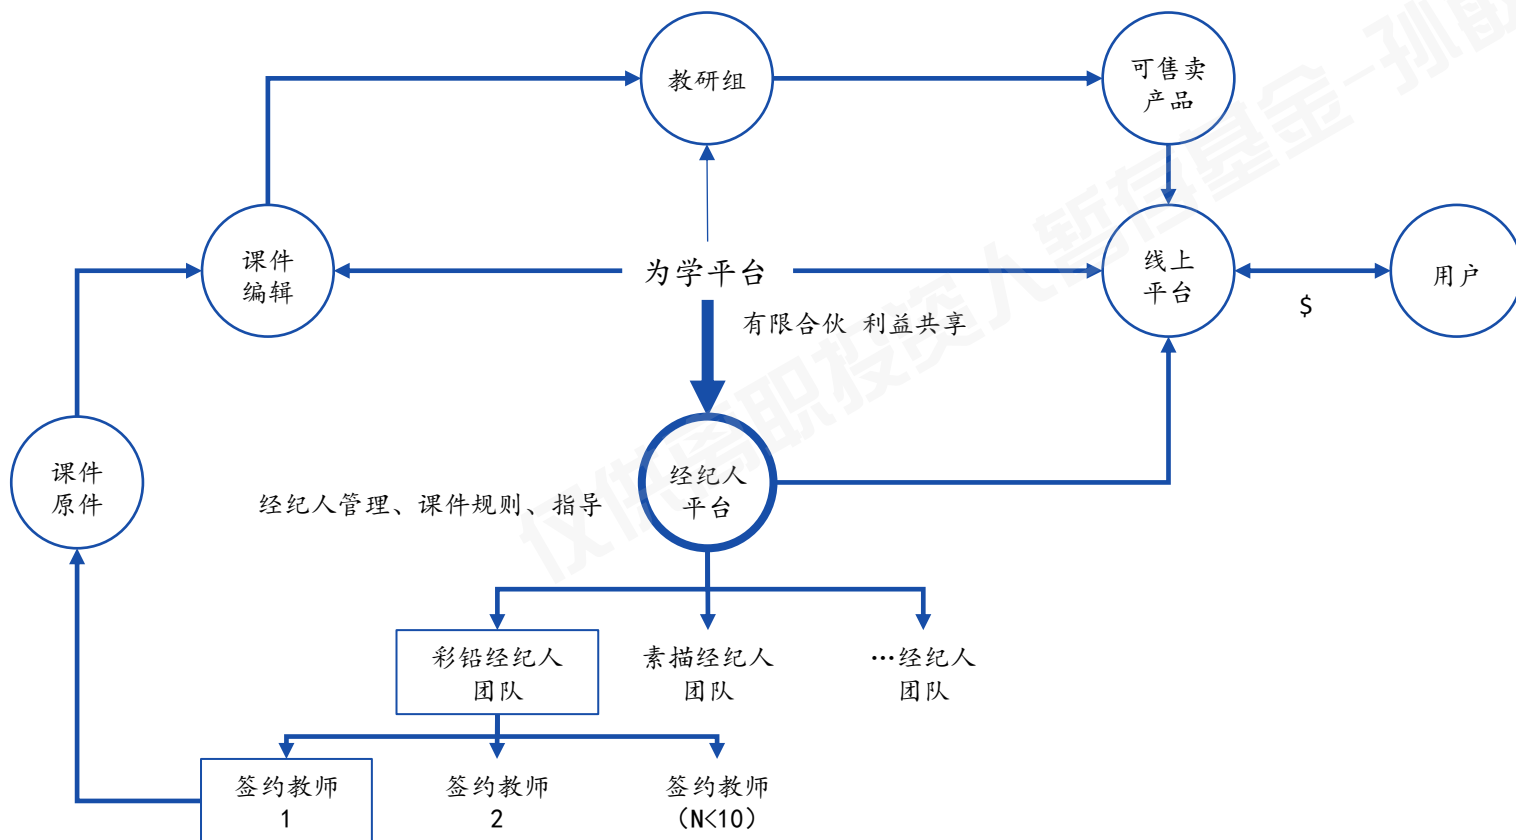 教研组
可售卖
产品
课件
编辑
为学平台
线上
平台
用户
$
有限合伙 利益共享
课件
原件
经纪人管理、课件规则、指导
经纪人
平台
彩铅经纪人
团队
素描经纪人
团队
…经纪人
团队
签约教师
1
签约教师
2
签约教师
(N<10)